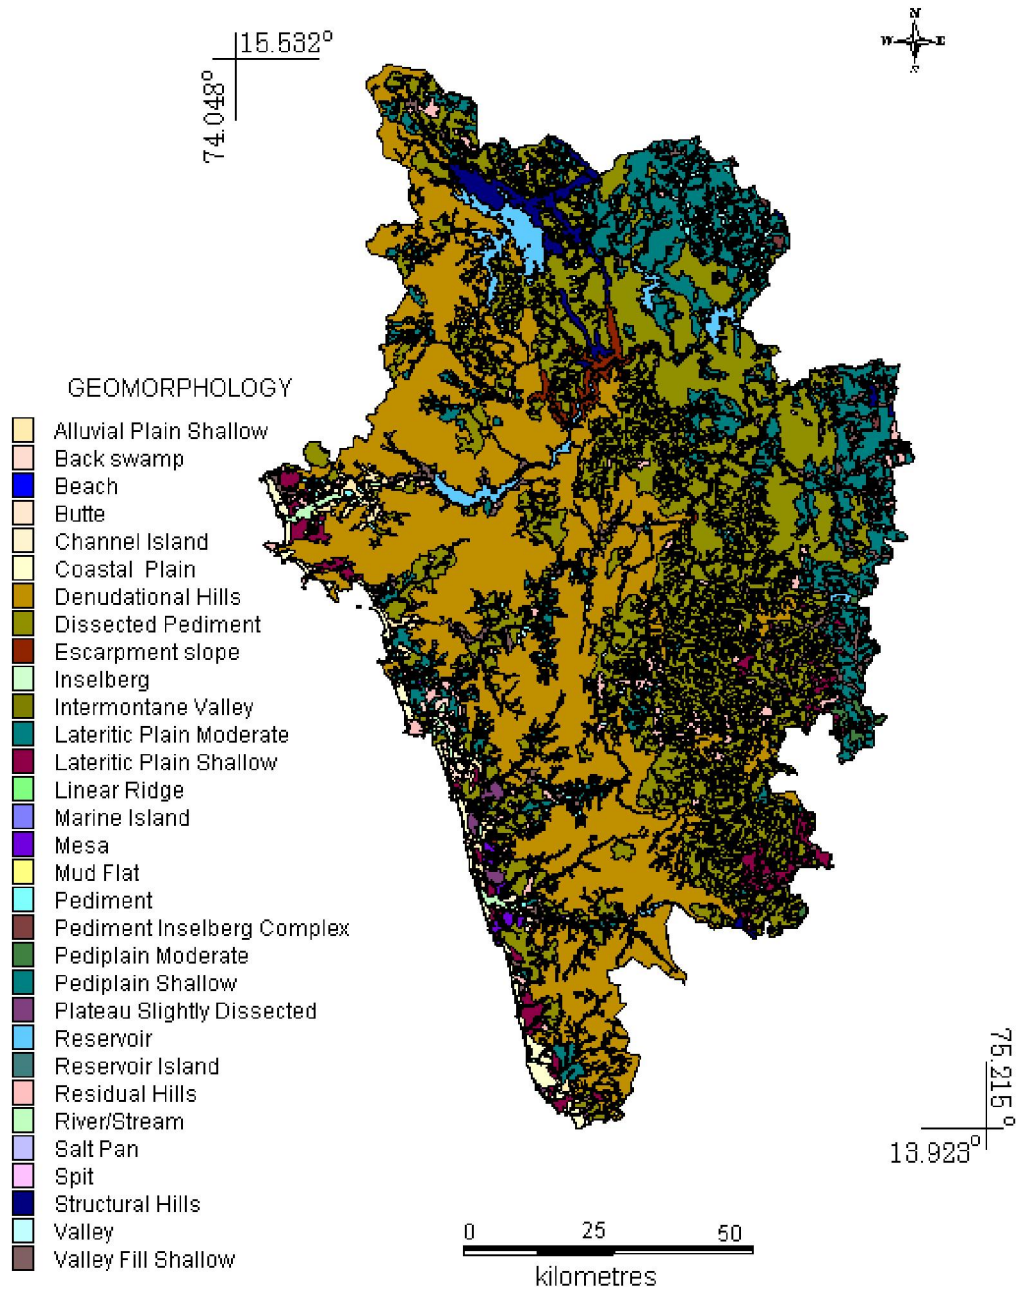 N
W E
S
15.532°
74.048°
GEOMORPHOLOGY
Alluvial Plain Shallow
Back swamp
Beach
Butte
Channel Island
Coastal Plain
Denudational Hills
Dissected Pediment
Escarpment slope
Inselberg
Intermontane Valley
Lateritic Plain Moderate
Lateritic Plain Shallow
Linear Ridge
Marine Island
Mesa
Mud Flat
Pediment
Pediment Inselberg Complex
Pediplain Moderate
Pediplain Shallow
Plateau Slightly Dissected
Reservoir
Reservoir Island
Residual Hills
River/Stream
Salt Pan
Spit
Structural Hills
Valley
Valley Fill Shallow
75.215°
13.923°
0 25 50
kilometres